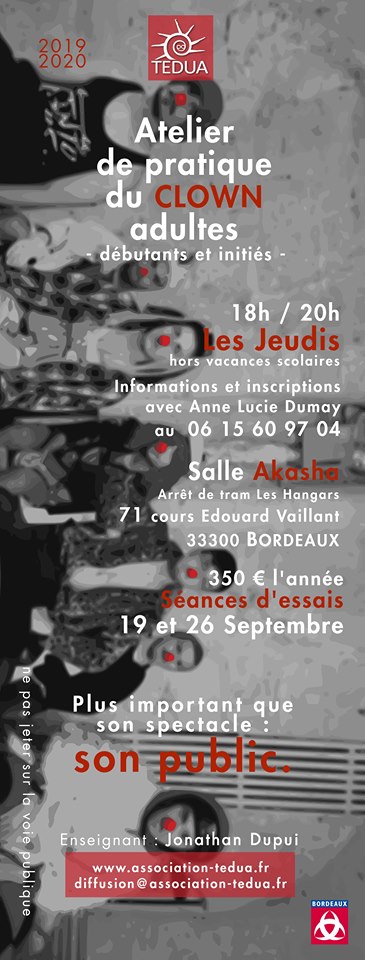 2019
2020
TEDUA
Atelier
de pratique
du CLOWN
adultes
- débutants et initiés -
18h / 20h
Les Jeudis
hors vacances scolaires
Informations et inscriptions
avec Anne Lucie Dumay
au 06 15 60 97 04
Salle Akasha
Arrêt de tram Les Hangars
71 cours Edouard Vaillant
33300 BORDEAUX
350 € l'année
Séances d'essais
19 et 26 Septembre
Plus important que
son spectacle :
son public.
ne pas jeter sur la voie publique
Enseignant : Jonathan Dupui
www.association-tedua.fr
diffusion@association-tedua.fr
BORDEAUX